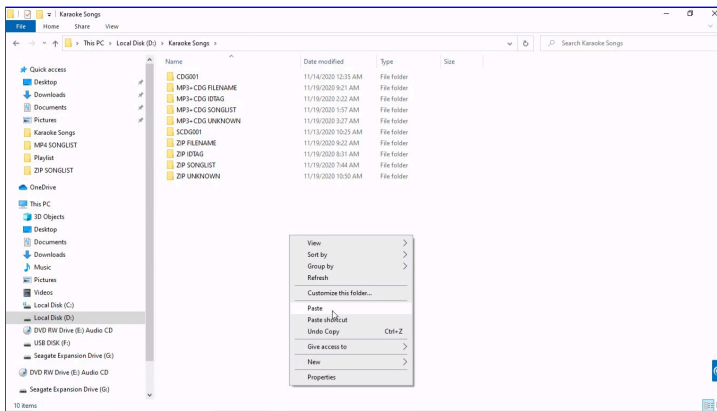 Karaoke Songs
File Home Share View
This PC > Local Disk (D:) > Karaoke Songs >
Search Karaoke Songs
Name Date modified Type Size
CDG001 11/14/2020 12:35 AM File folder
MP3+CDG FILENAME 11/19/2020 9:21 AM File folder
MP3+CDG IDTAG 11/19/2020 2:22 AM File folder
MP3+CDG SONGLIST 11/19/2020 1:57 AM File folder
MP3+CDG UNKNOWN 11/19/2020 3:27 AM File folder
SCDG001 11/13/2020 10:25 AM File folder
ZIP FILENAME 11/19/2020 9:22 AM File folder
ZIP IDTAG 11/19/2020 8:31 AM File folder
ZIP SONGLIST 11/19/2020 7:44 AM File folder
ZIP UNKNOWN 11/19/2020 10:50 AM File folder
Quick access
Desktop
Downloads
Documents
Pictures
Karaoke Songs
MP4 SONGLIST
Playlist
ZIP SONGLIST
OneDrive
This PC
3D Objects
Desktop
Documents
Downloads
Music
Pictures
Videos
Local Disk (C:)
Local Disk (D:)
DVD RW Drive (E:) Audio CD
USB DISK (F:)
Seagate Expansion Drive (G:)
DVD RW Drive (E:) Audio CD
Seagate Expansion Drive (G:)
10 items
View
Sort by
Group by
Refresh
Customize this folder...
Paste
Paste shortcut
Undo Copy Ctrl+Z
Give access to
New
Properties